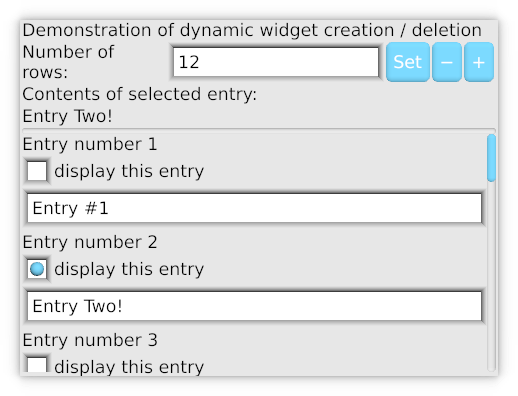 Demonstration of dynamic widget creation / deletion
Number of
rows:
12
Set − +
Contents of selected entry:
Entry Two!
Entry number 1
display this entry
Entry #1
Entry number 2
display this entry
Entry Two!
Entry number 3
display this entry